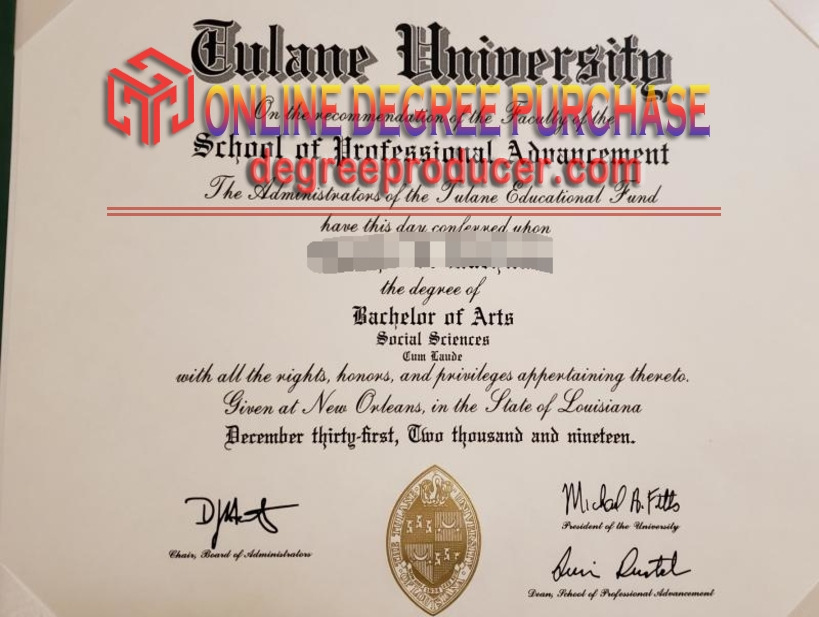 Tulane University
ONLINE DEGREE PURCHASE
On the recommendation of the Faculty of the
School of Professional Advancement
degreeproducer.com
The Administrators of the Tulane Educational Fund
have this day conferred upon
the degree of
Bachelor of Arts
Social Sciences
Cum Laude
with all the rights, honors, and privileges appertaining thereto.
Given at New Orleans, in the State of Louisiana
December thirty-first, Two thousand and nineteen.
Chair, Board of Administrators
President of the University
Dean, School of Professional Advancement